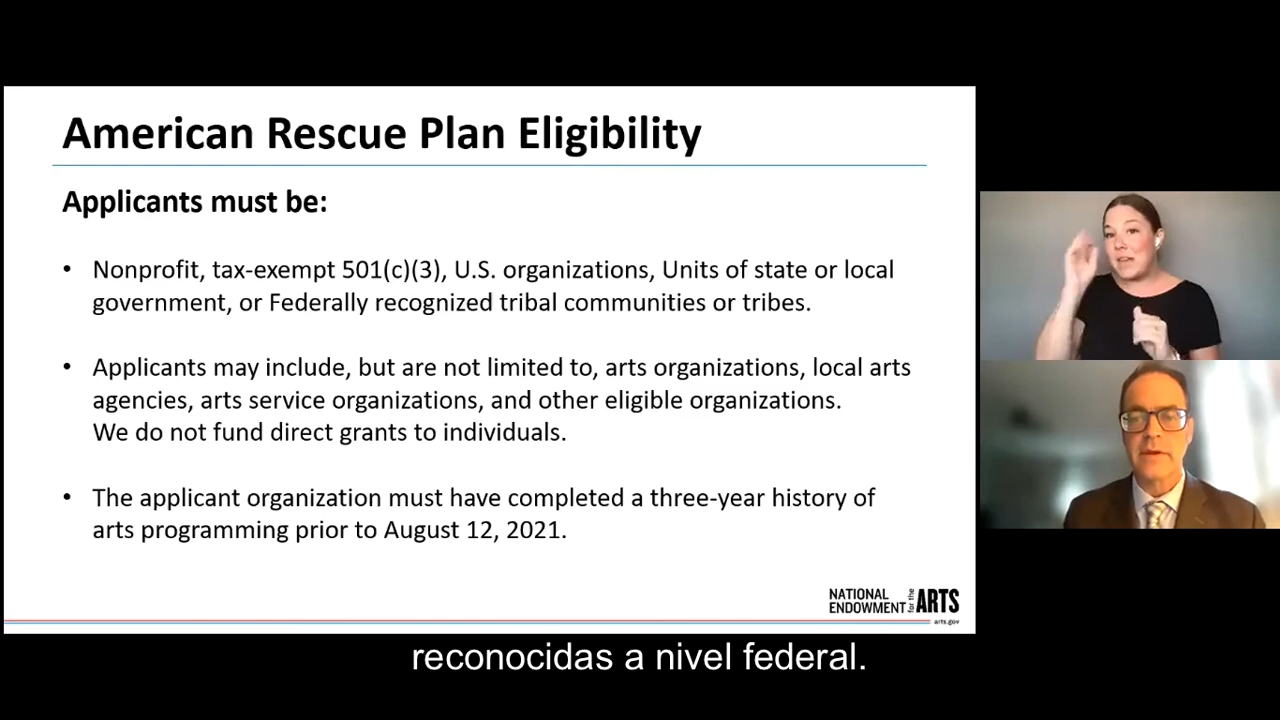 American Rescue Plan Eligibility
Applicants must be:
• Nonprofit, tax-exempt 501(c)(3), U.S. organizations, Units of state or local
government, or Federally recognized tribal communities or tribes.
• Applicants may include, but are not limited to, arts organizations, local arts
agencies, arts service organizations, and other eligible organizations.
We do not fund direct grants to individuals.
• The applicant organization must have completed a three-year history of
arts programming prior to August 12, 2021.
NATIONAL
ENDOWMENT for the ARTS
arts.gov
reconocidas a nivel federal.